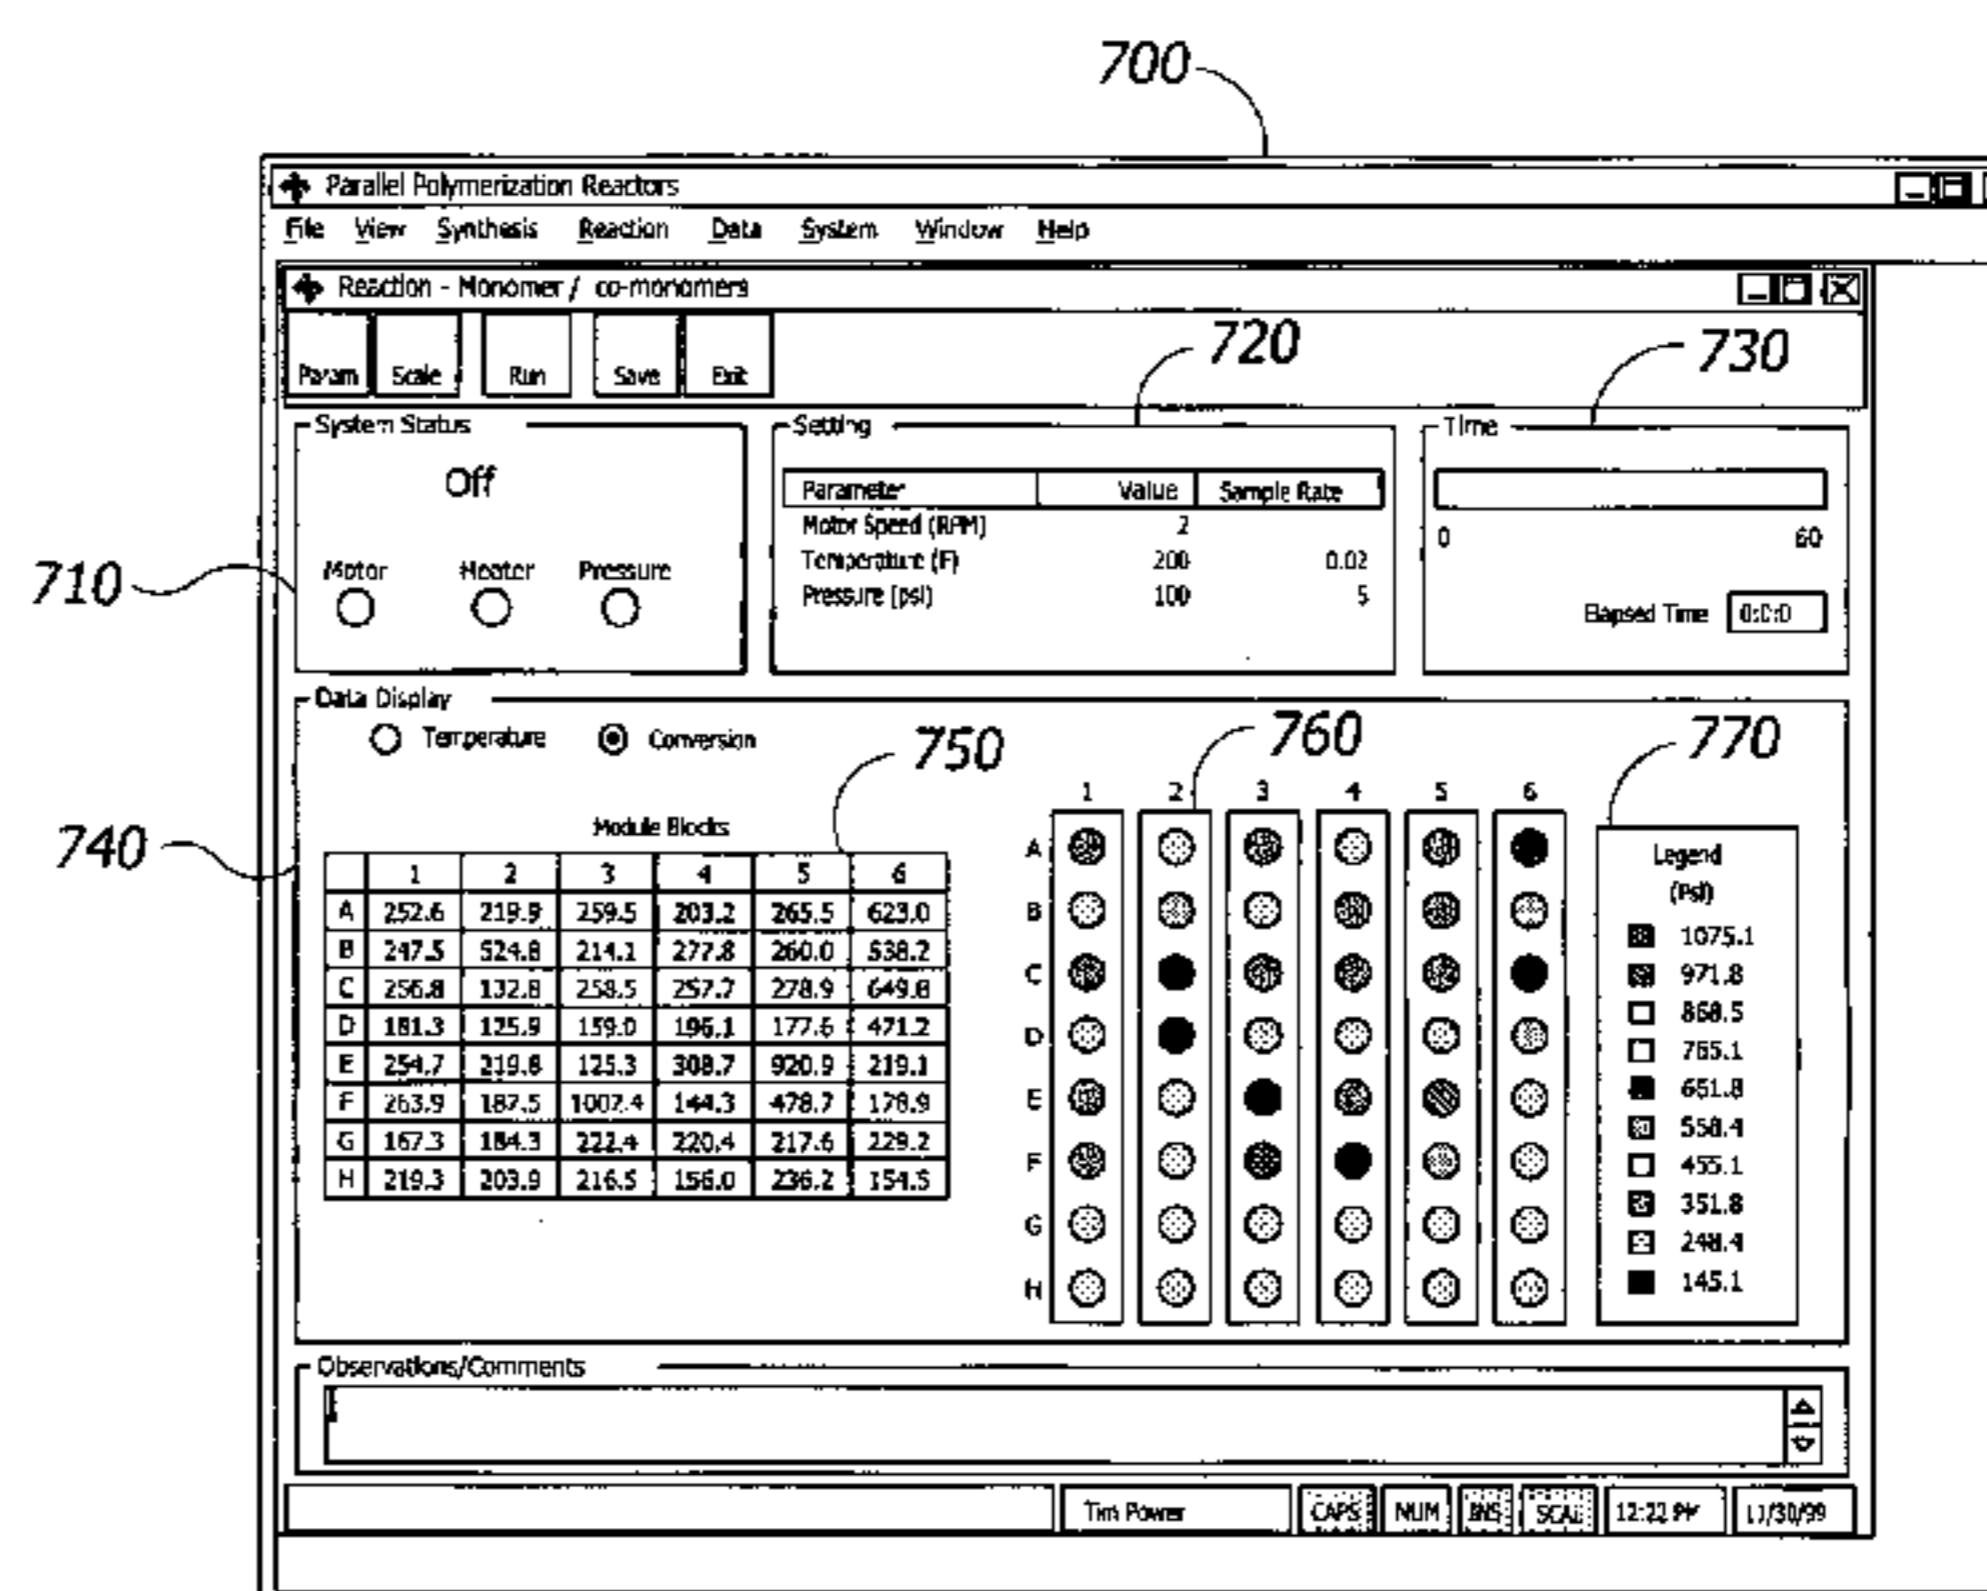 700
Parallel Polymerization Reactors
File View Synthesis Reaction Data System Window Help
Reaction - Monomer / co-monomers
Param Scale Run Save Exit
720
730
System Status
Off
Motor Heater Pressure
710
Setting
Parameter Value Sample Rate
Motor Speed (RPM) 2
Temperature (F) 200 0.02
Pressure (psi) 100 5
Time
0 60
Elapsed Time 0:0:0
Data Display
Temperature Conversion
750
760
770
740
Module Blocks
1 2 3 4 5 6
A 252.6 219.9 259.5 203.2 265.5 623.0
B 247.5 524.8 214.1 277.8 260.0 538.2
C 256.8 132.8 258.5 257.7 278.9 649.8
D 181.3 125.9 159.0 196.1 177.6 471.2
E 254.7 219.8 125.3 308.7 920.9 219.1
F 263.9 187.5 1002.4 144.3 478.7 178.9
G 167.3 184.3 222.4 220.4 217.6 229.2
H 219.3 203.9 216.5 156.0 236.2 154.5
1 2 3 4 5 6
A
B
C
D
E
F
G
H
Legend
(Psi)
1075.1
971.8
868.5
765.1
661.8
558.4
455.1
351.8
248.4
145.1
Observations/Comments
Tim Power CAPS NUM INS SCRL 12:22 PM 11/30/99